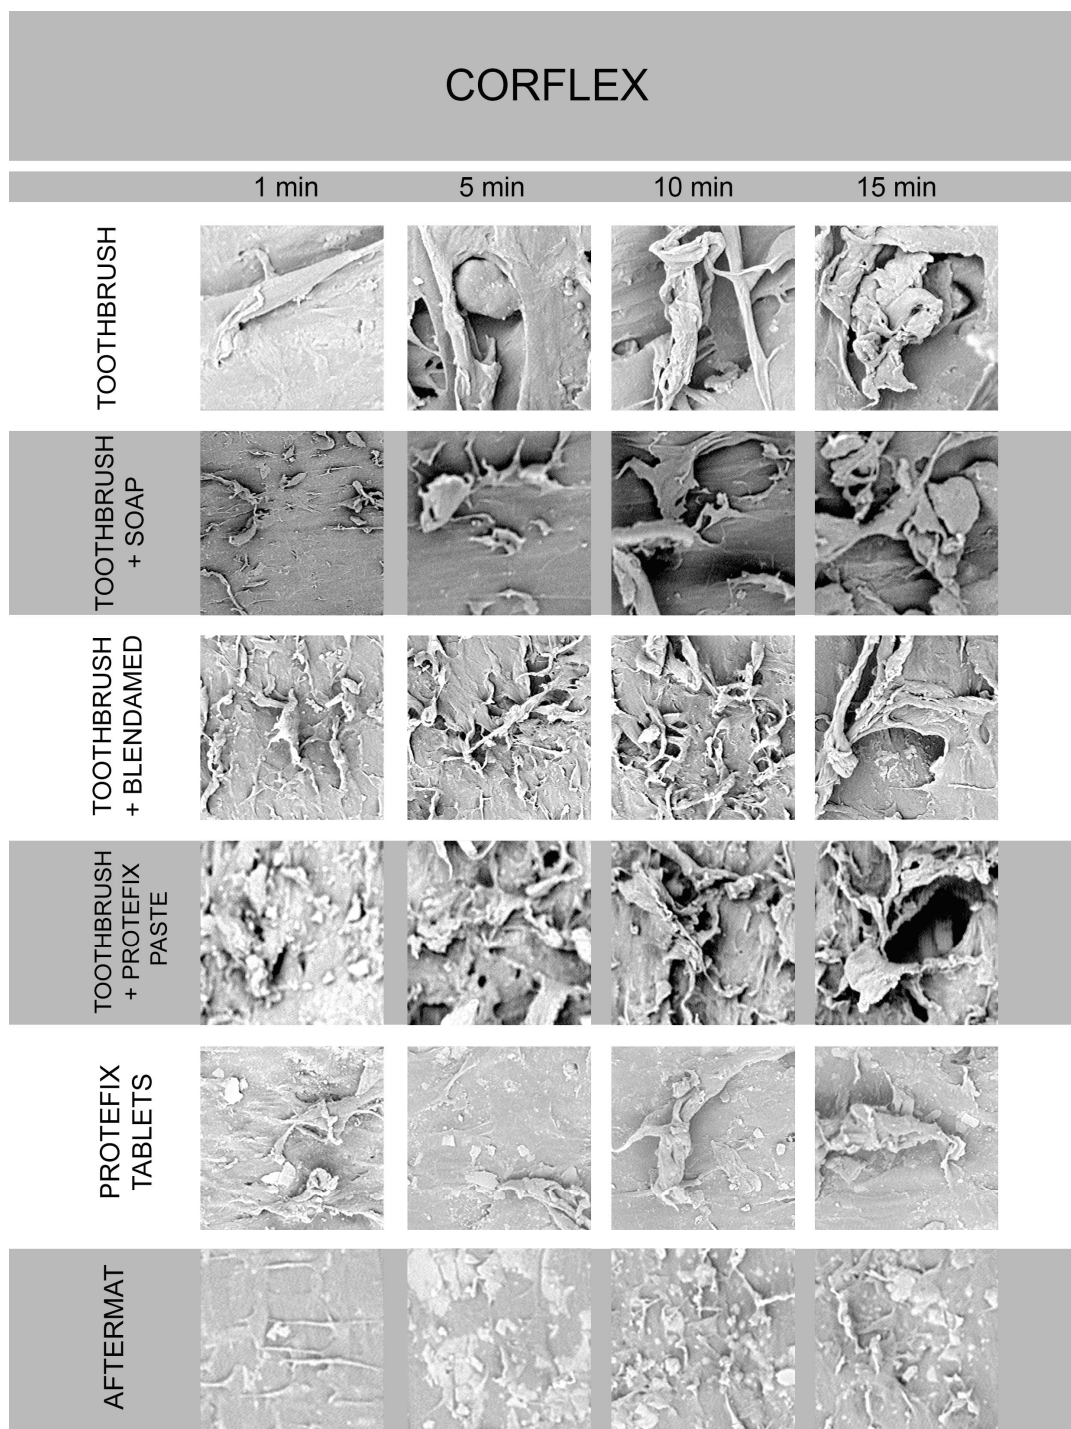 CORFLEX
1 min 5 min 10 min 15 min
TOOTHBRUSH
TOOTHBRUSH
+ SOAP
TOOTHBRUSH
+ BLENDAMED
TOOTHBRUSH
+ PROTEFIX
PASTE
PROTEFIX
TABLETS
AFTERMAT